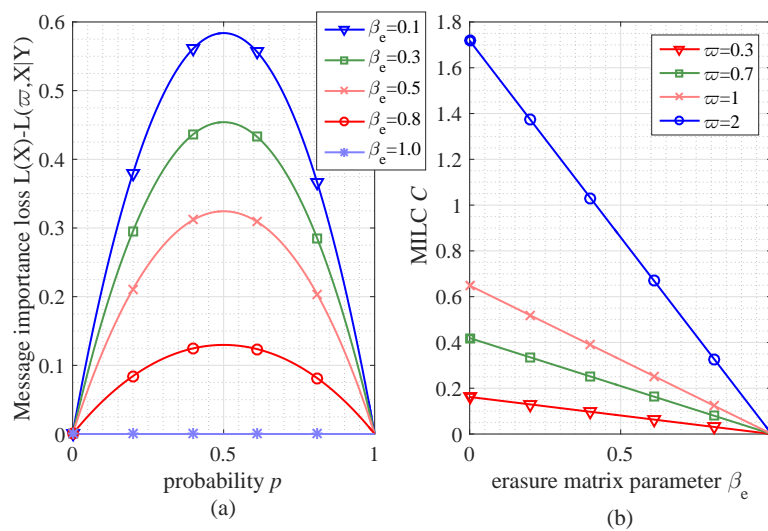 Message importance loss L(X)-L(ϖ,X|Y)
0.6
0.5
0.4
0.3
0.2
0.1
0
0
0.5
1
probability p
(a)
β_e=0.1
β_e=0.3
β_e=0.5
β_e=0.8
β_e=1.0
MILC C
1.8
1.6
1.4
1.2
1
0.8
0.6
0.4
0.2
0
0
0.5
erasure matrix parameter β_e
(b)
ϖ=0.3
ϖ=0.7
ϖ=1
ϖ=2